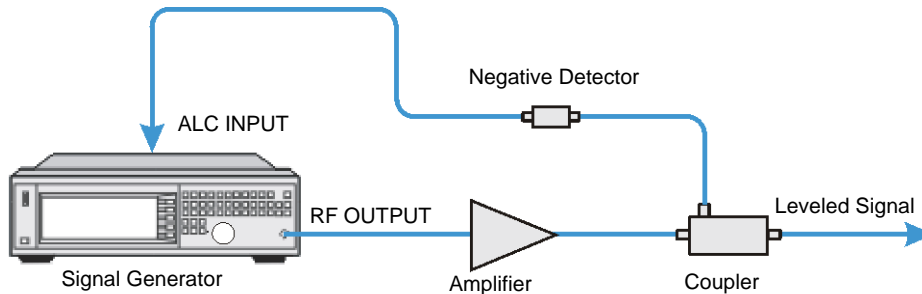 Negative Detector
ALC INPUT
RF OUTPUT
Leveled Signal
Signal Generator
Amplifier
Coupler